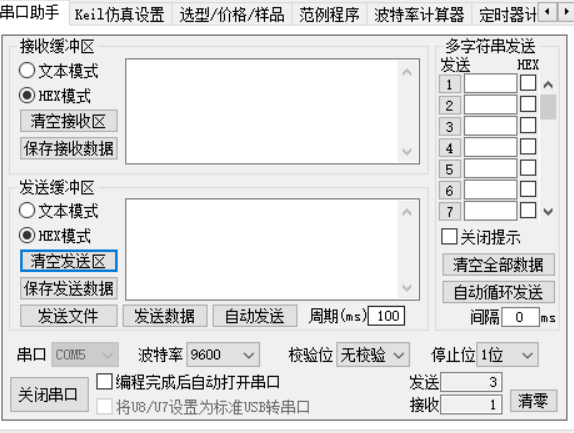 串口助手 Keil仿真设置 选型/价格/样品 范例程序 波特率计算器 定时器计
接收缓冲区
文本模式
HEX模式
清空接收区
保存接收数据
多字符串发送
发送 HEX
1
2
3
4
5
6
7
发送缓冲区
文本模式
HEX模式
清空发送区
保存发送数据
关闭提示
清空全部数据
自动循环发送
间隔 0 ms
发送文件 发送数据 自动发送 周期(ms) 100
串口 COM5 波特率 9600 校验位 无校验 停止位 1位
关闭串口 编程完成后自动打开串口 发送 3
将U8/U7设置为标准USB转串口 接收 1 清零